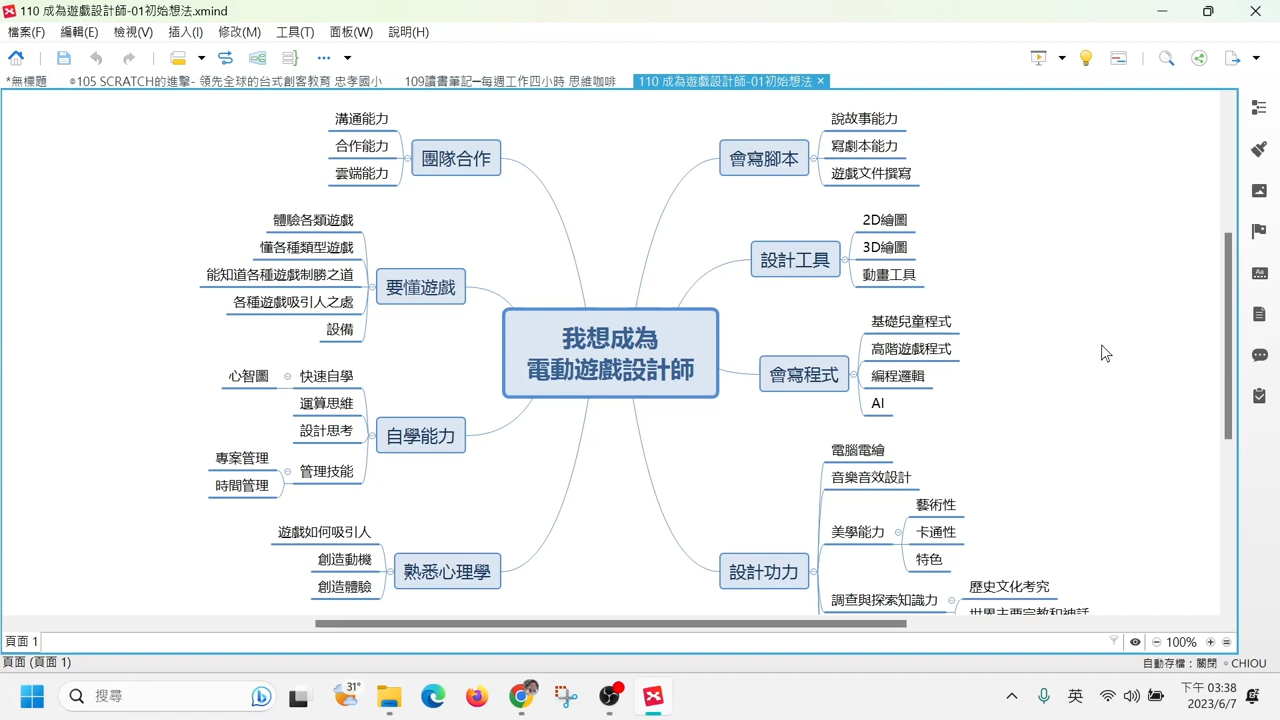 110 成為遊戲設計師-01初始想法.xmind
檔案(F) 編輯(E) 檢視(V) 插入(I) 修改(M) 工具(T) 面板(W) 說明(H)
*無標題 105 SCRATCH的進擊- 領先全球的台式創客教育 忠孝國小 109讀書筆記─每週工作四小時 思維咖啡 110 成為遊戲設計師-01初始想法
溝通能力
合作能力
雲端能力
團隊合作
體驗各類遊戲
懂各種類型遊戲
能知道各種遊戲制勝之道
各種遊戲吸引人之處
設備
要懂遊戲
心智圖
快速自學
運算思維
設計思考
專案管理
時間管理
管理技能
自學能力
遊戲如何吸引人
創造動機
創造體驗
熟悉心理學
我想成為
電動遊戲設計師
會寫腳本
說故事能力
寫劇本能力
遊戲文件撰寫
設計工具
2D繪圖
3D繪圖
動畫工具
會寫程式
基礎兒童程式
高階遊戲程式
編程邏輯
AI
設計功力
電腦電繪
音樂音效設計
美學能力
藝術性
卡通性
特色
調查與探索知識力
歷史文化考究
世界主要宗教和神話
頁面 1
100%
頁面 (頁面 1)
自動存檔：關閉
CHIOU
31°
搜尋
英
下午 03:38
2023/6/7